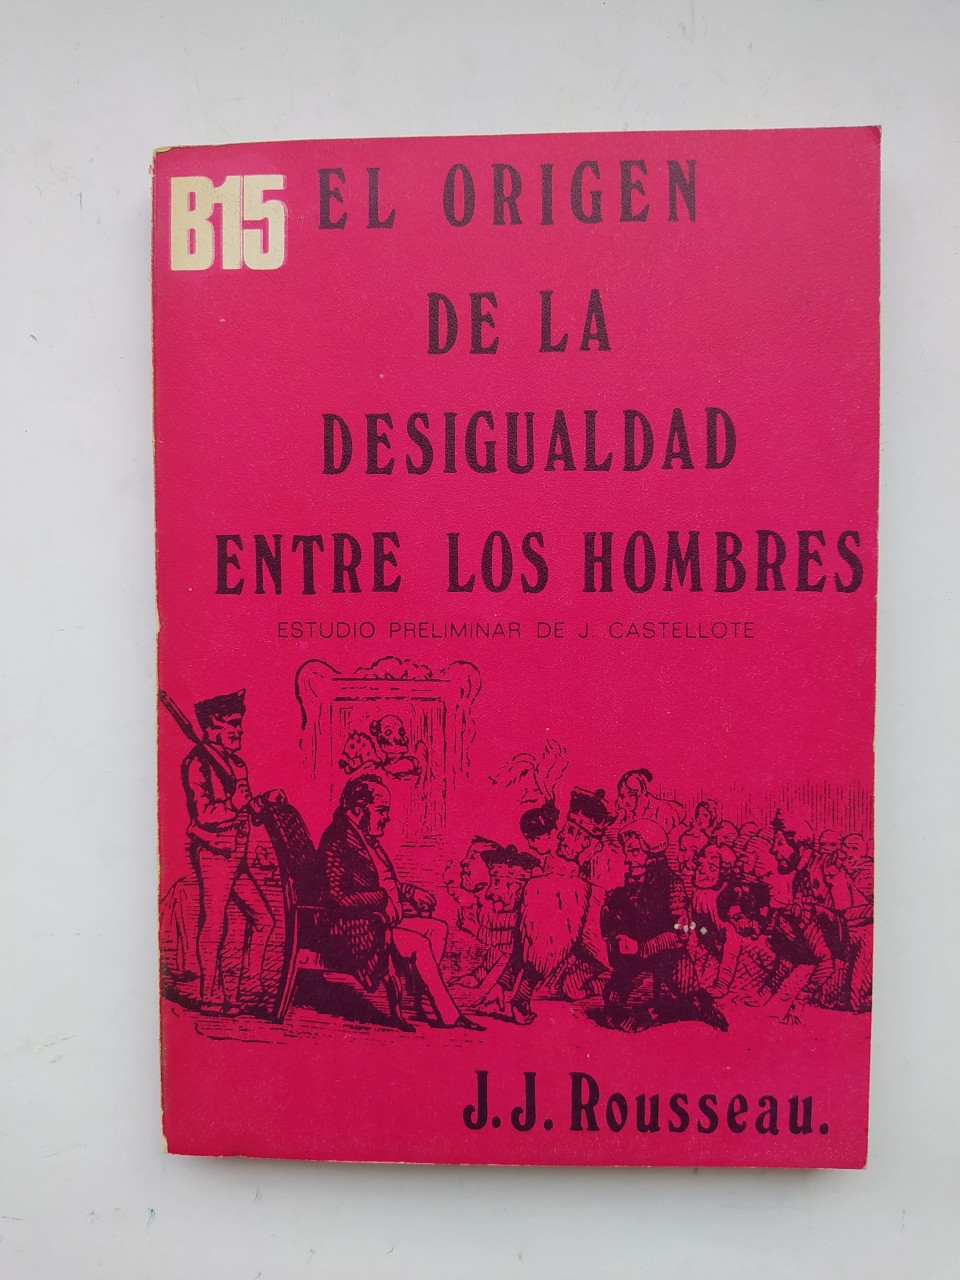 B15
EL ORIGEN
DE LA
DESIGUALDAD
ENTRE LOS HOMBRES
ESTUDIO PRELIMINAR DE J. CASTELLOTE
J.J. Rousseau.